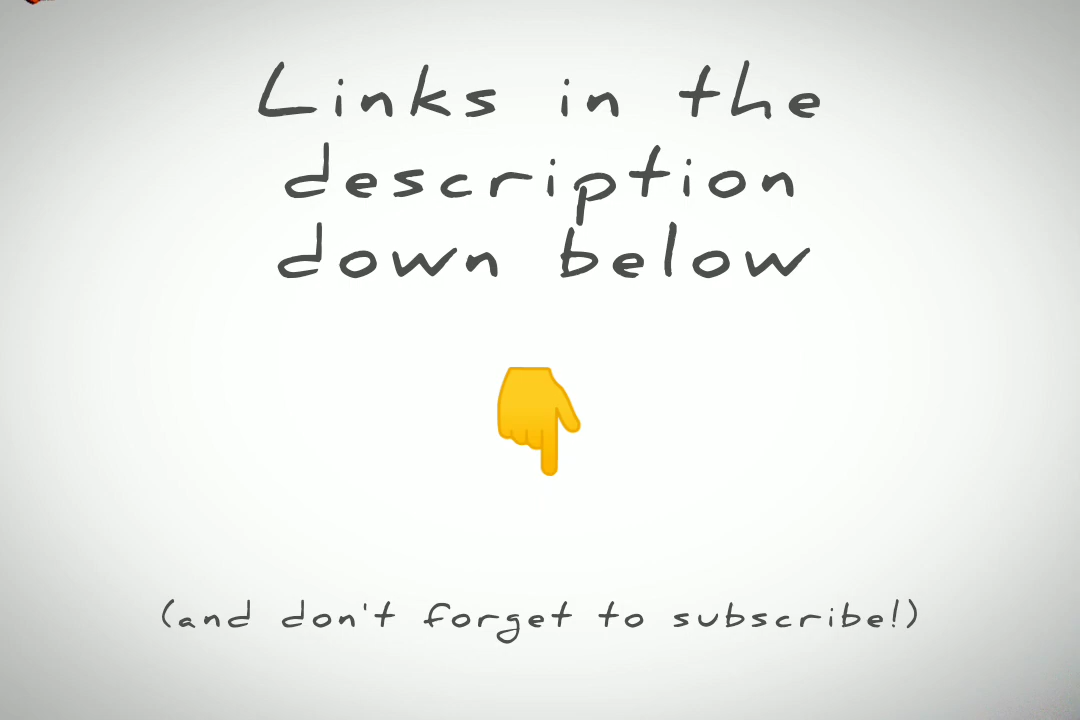 Links in the
description
down below
(and don't forget to subscribe!)